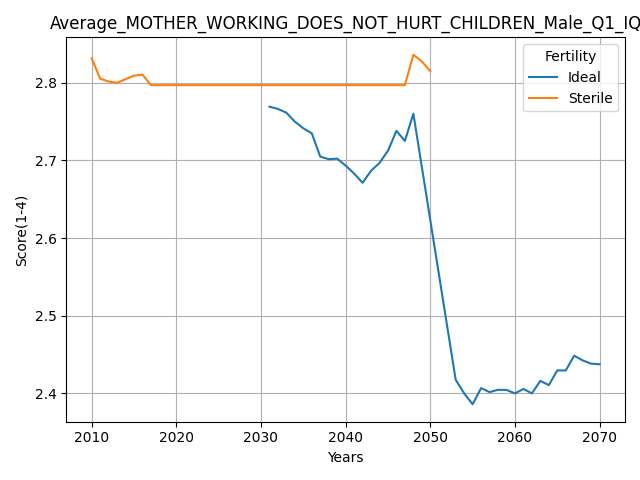 Average_MOTHER_WORKING_DOES_NOT_HURT_CHILDREN_Male_Q1_IQ
Fertility
Ideal
Sterile
Score(1-4)
2.8
2.7
2.6
2.5
2.4
2010 2020 2030 2040 2050 2060 2070
Years